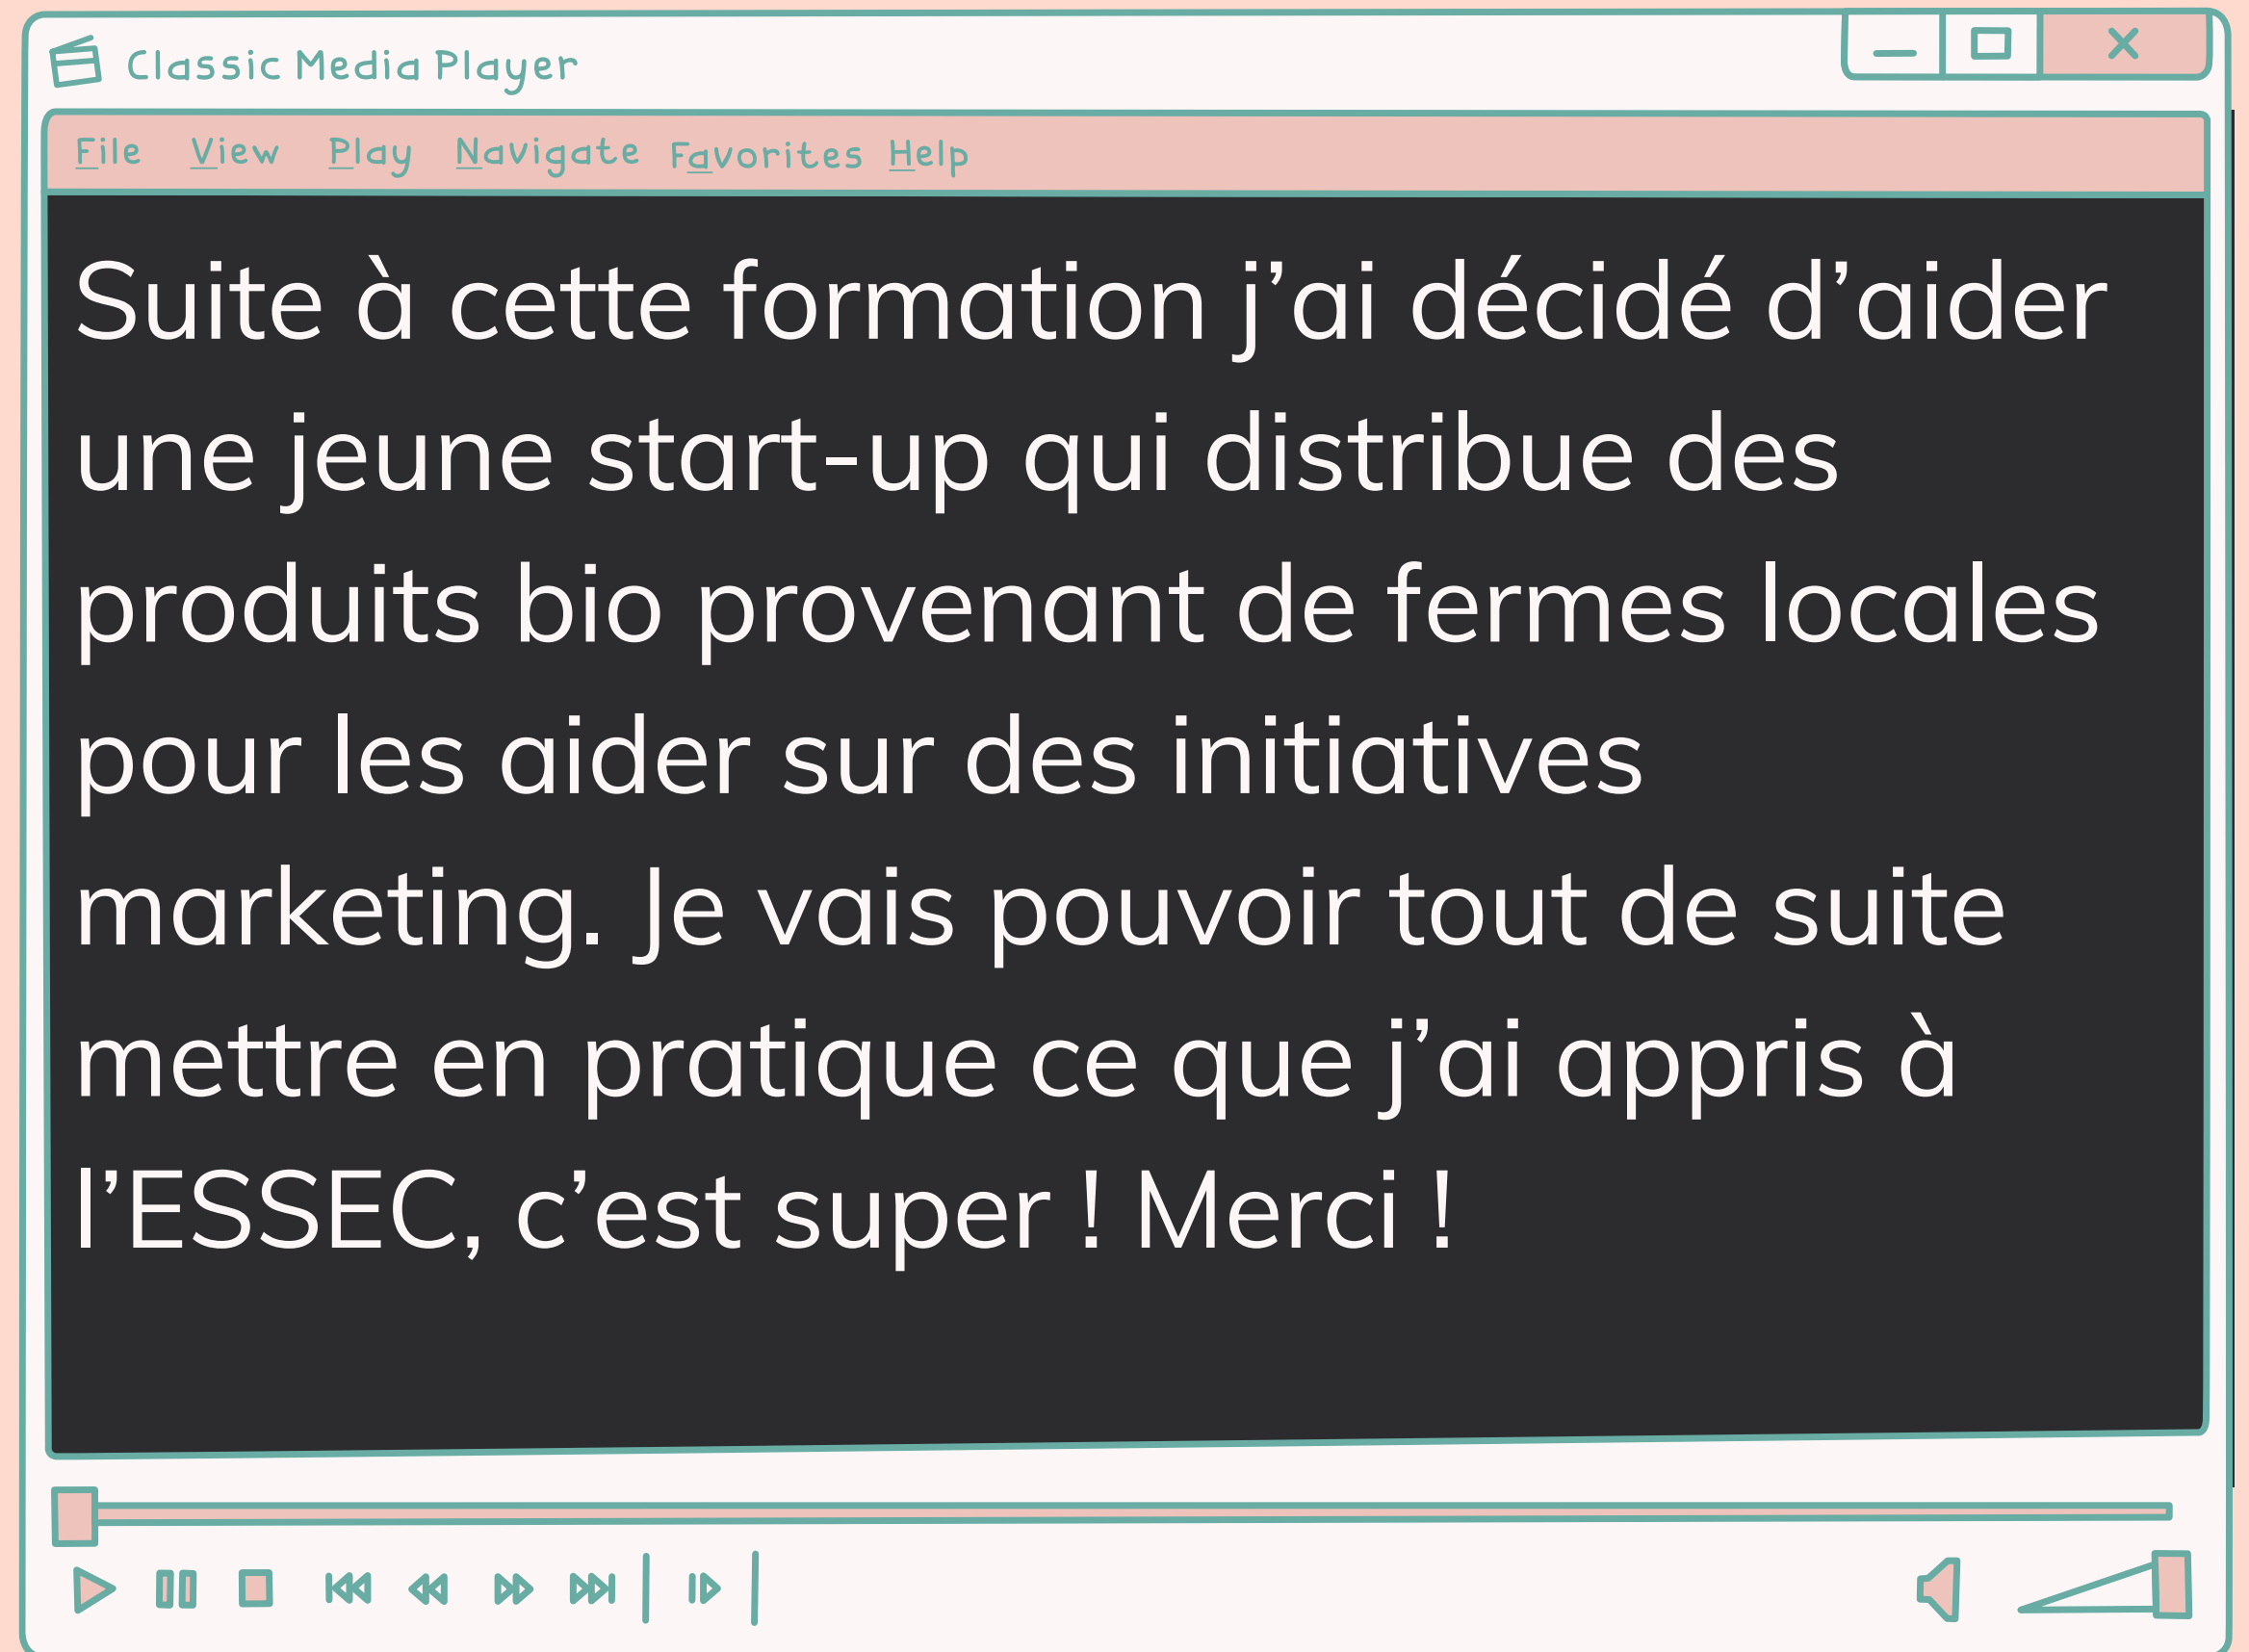 Classic Media Player
File View Play Navigate Favortes Help
Suite à cette formation j’ai décidé d’aider
une jeune start-up qui distribue des
produits bio provenant de fermes locales
pour les aider sur des initiatives
marketing. Je vais pouvoir tout de suite
mettre en pratique ce que j’ai appris à
l’ESSEC, c’est super ! Merci !